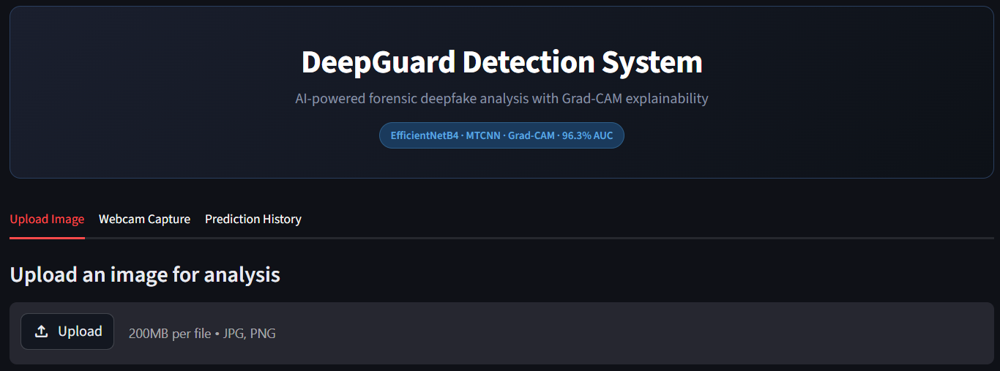 DeepGuard Detection System
AI-powered forensic deepfake analysis with Grad-CAM explainability
EfficientNetB4 · MTCNN · Grad-CAM · 96.3% AUC
Upload Image Webcam Capture Prediction History
Upload an image for analysis
Upload 200MB per file • JPG, PNG